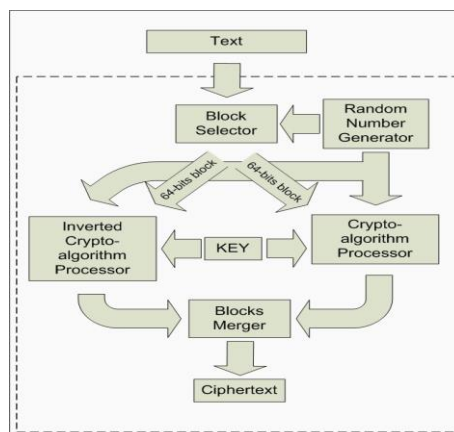 Text
Block
Selector
Random
Number
Generator
64-bits block
64-bits block
Inverted
Crypto-
algorithm
Processor
KEY
Crypto-
algorithm
Processor
Blocks
Merger
Ciphertext